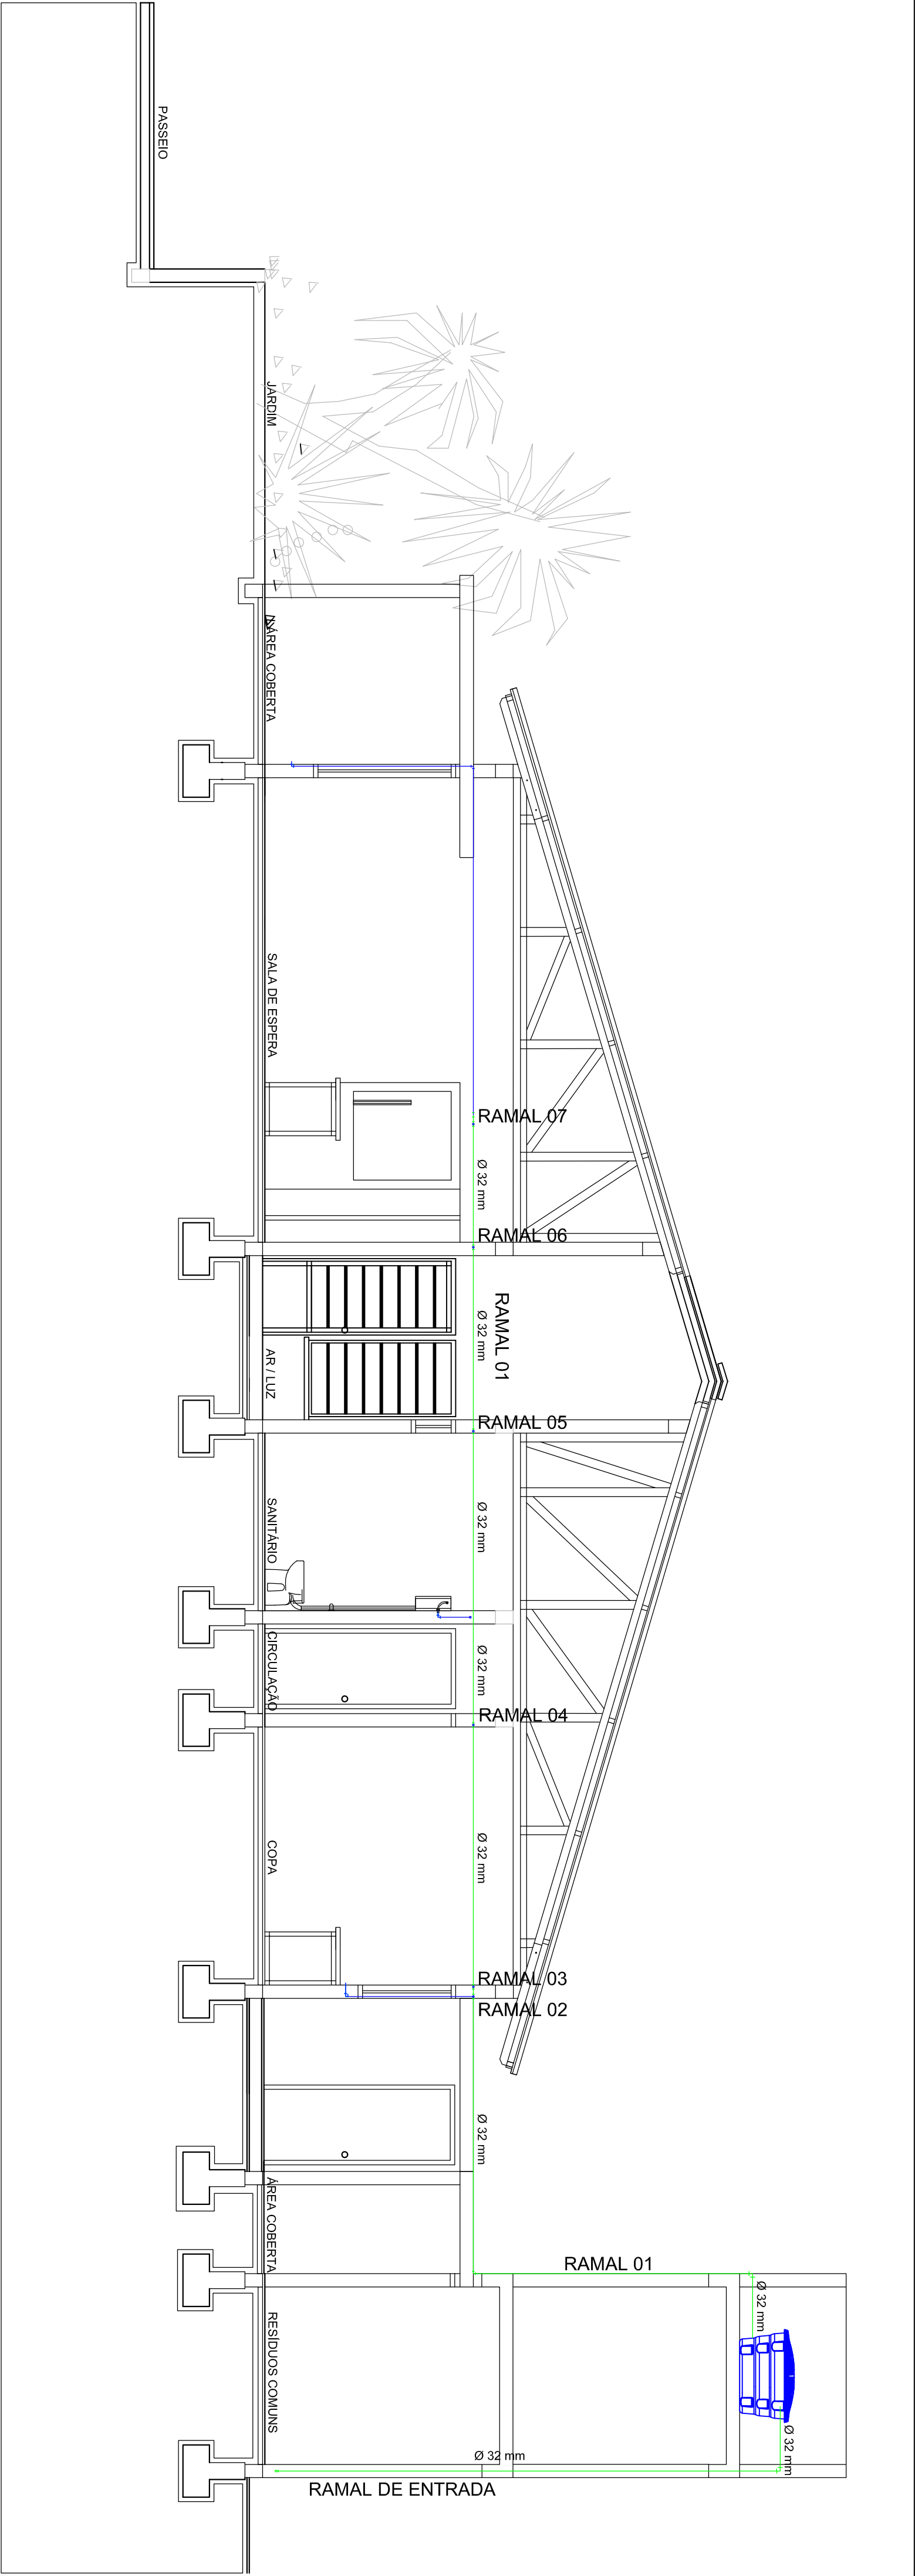 PASSEIO
JARDIM
ÁREA COBERTA
SALA DE ESPERA
RAMAL 07
Ø 32 mm
RAMAL 06
RAMAL 01
Ø 32 mm
AR / LUZ
RAMAL 05
SANITÁRIO
Ø 32 mm
CIRCULAÇÃO
Ø 32 mm
RAMAL 04
COPA
Ø 32 mm
RAMAL 03
RAMAL 02
Ø 32 mm
ÁREA COBERTA
RAMAL 01
Ø 32 mm
RESÍDUOS COMUNS
Ø 32 mm
Ø 32 mm
RAMAL DE ENTRADA